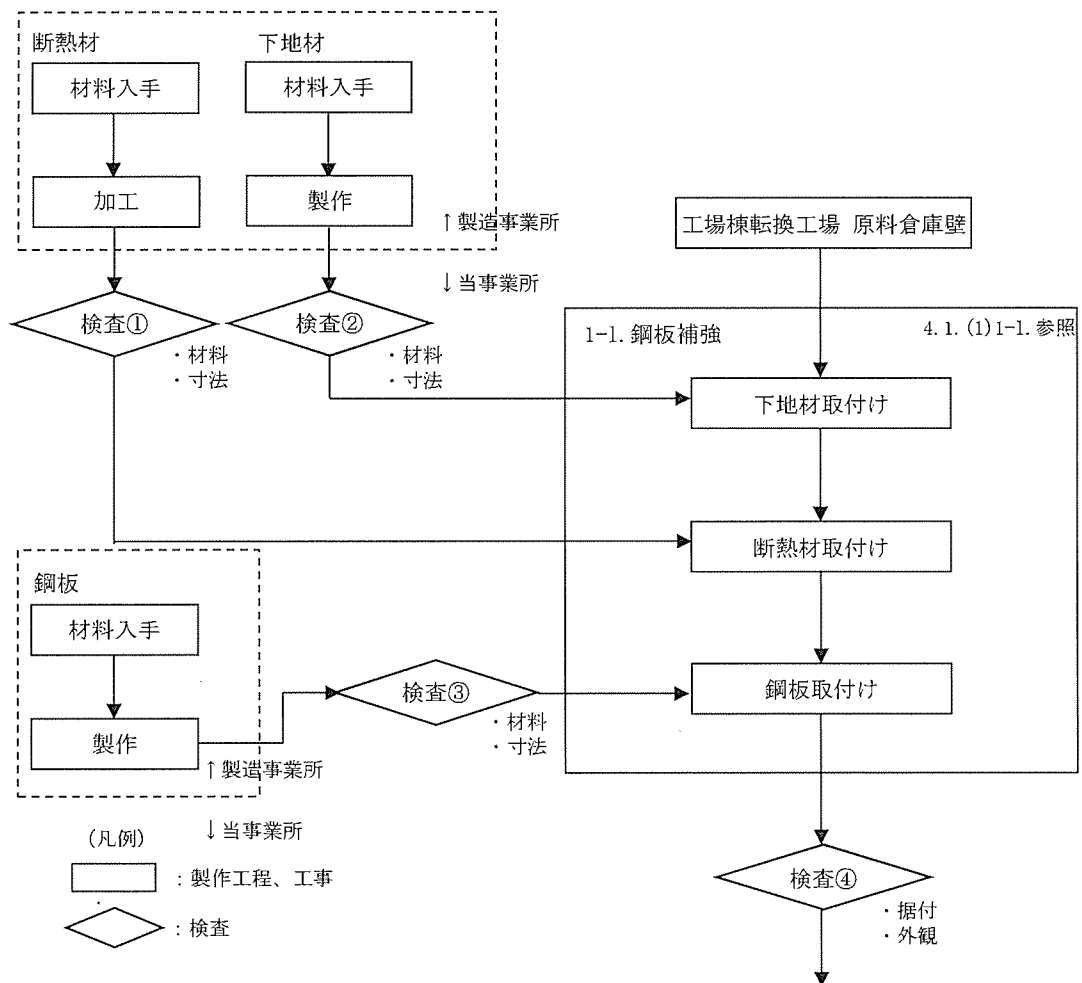 断熱材
下地材
材料入手
材料入手
加工
製作
↑製造事業所
↓当事業所
検査①
・材料
・寸法
検査②
・材料
・寸法
工場棟転換工場 原料倉庫壁
1-1. 鋼板補強
4.1.(1)1-1.参照
下地材取付け
断熱材取付け
鋼板
材料入手
製作
↑製造事業所
↓当事業所
検査③
・材料
・寸法
鋼板取付け
検査④
・据付
・外観
(凡例)
：製作工程、工事
：検査